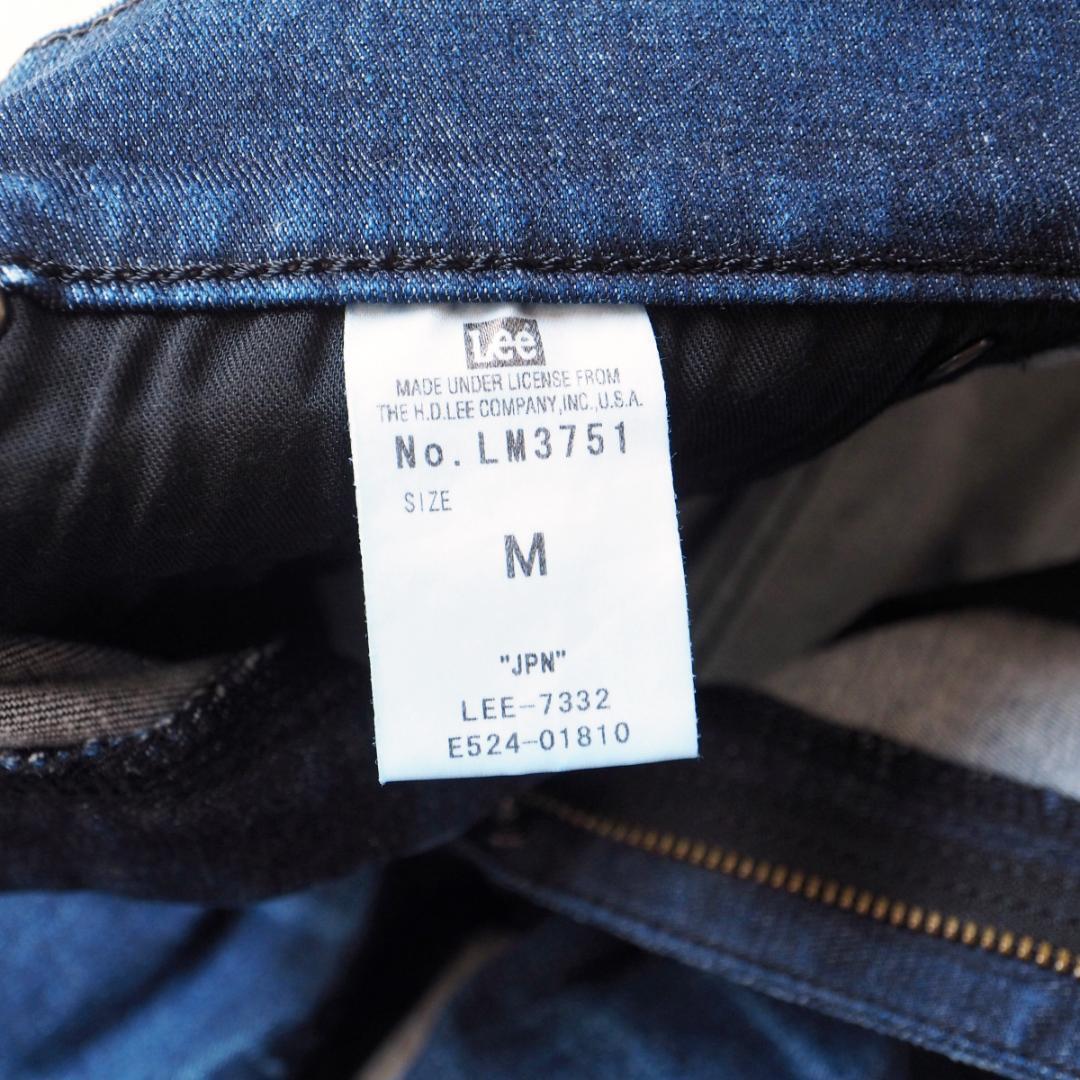 Lee
MADE UNDER LICENSE FROM
THE H.D.LEE COMPANY,INC.,U.S.A.
No. LM3751
SIZE
M
"JPN"
LEE-7332
E524-01810